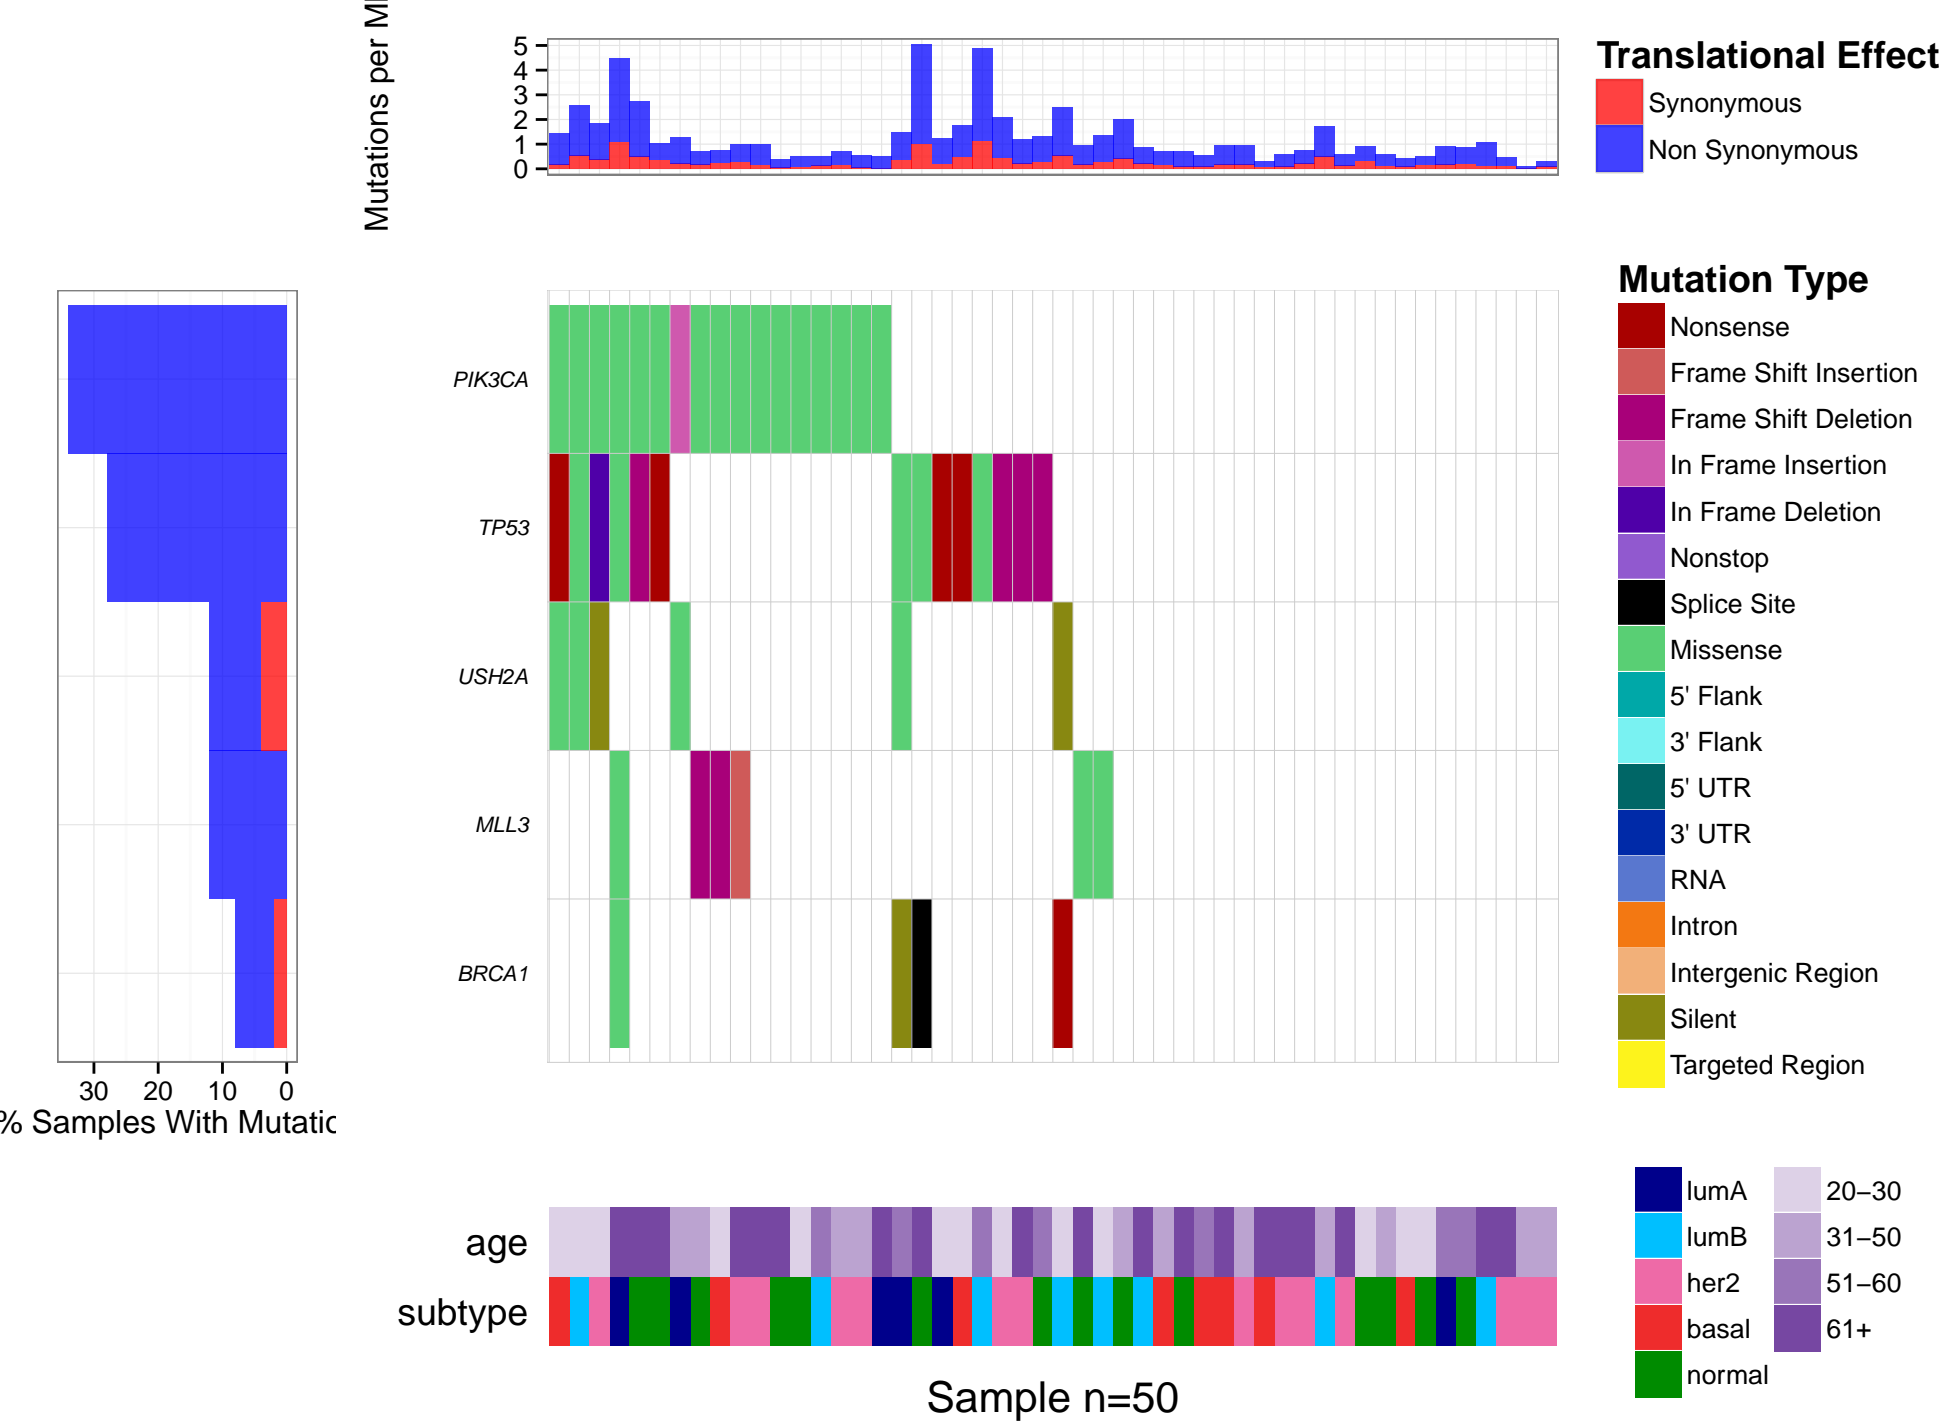 Mutations per M
5
4
3
2
1
0
Translational Effect
Synonymous
Non Synonymous
PIK3CA
TP53
USH2A
MLL3
BRCA1
30 20 10 0
% Samples With Mutatic
Mutation Type
Nonsense
Frame Shift Insertion
Frame Shift Deletion
In Frame Insertion
In Frame Deletion
Nonstop
Splice Site
Missense
5' Flank
3' Flank
5' UTR
3' UTR
RNA
Intron
Intergenic Region
Silent
Targeted Region
age
subtype
Sample n=50
lumA 20–30
lumB 31–50
her2 51–60
basal 61+
normal